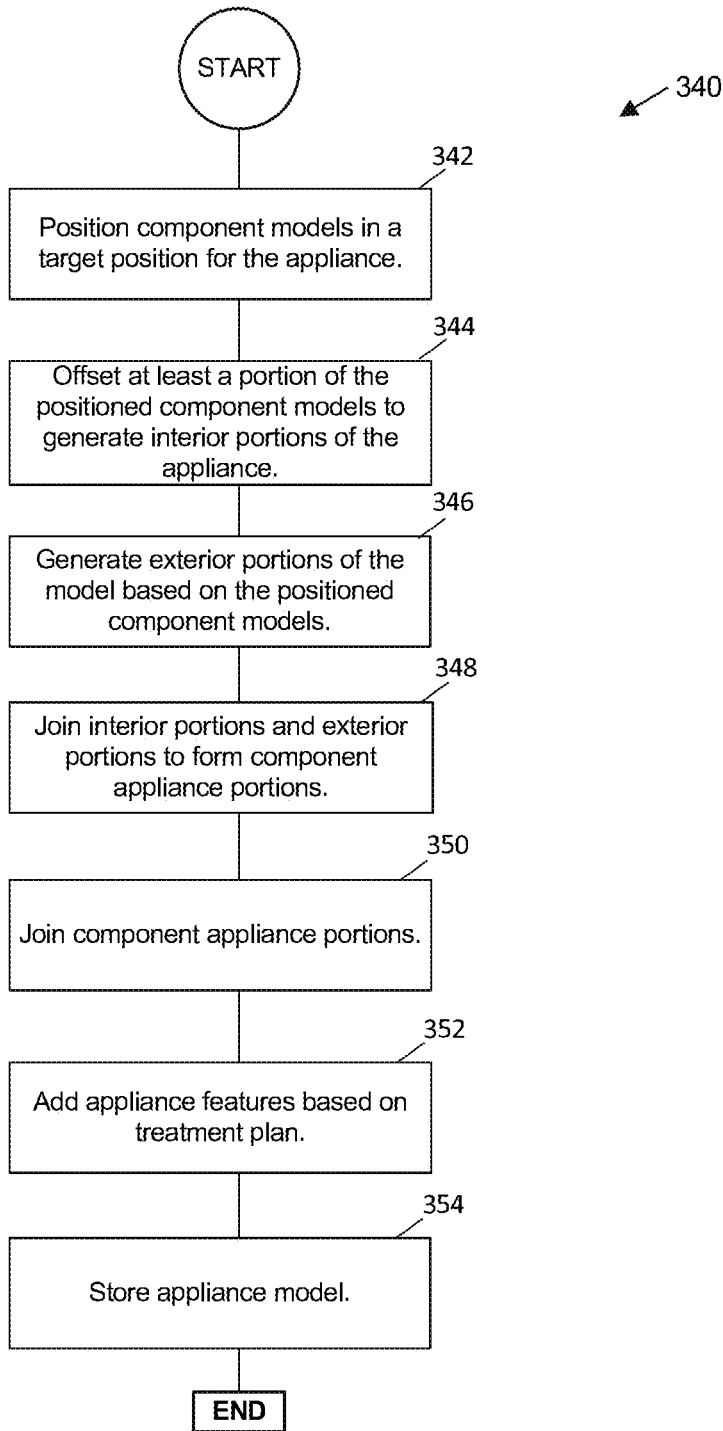 START
340
342
Position component models in a
target position for the appliance.
344
Offset at least a portion of the
positioned component models to
generate interior portions of the
appliance.
346
Generate exterior portions of the
model based on the positioned
component models.
348
Join interior portions and exterior
portions to form component
appliance portions.
350
Join component appliance portions.
352
Add appliance features based on
treatment plan.
354
Store appliance model.
END